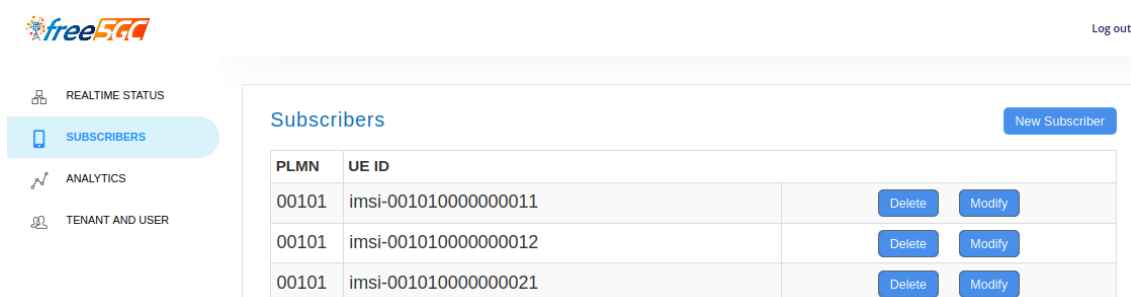 free5GC
Log out
REALTIME STATUS
SUBSCRIBERS
ANALYTICS
TENANT AND USER
Subscribers
New Subscriber
PLMN UE ID
00101 imsi-001010000000011 Delete Modify
00101 imsi-001010000000012 Delete Modify
00101 imsi-001010000000021 Delete Modify